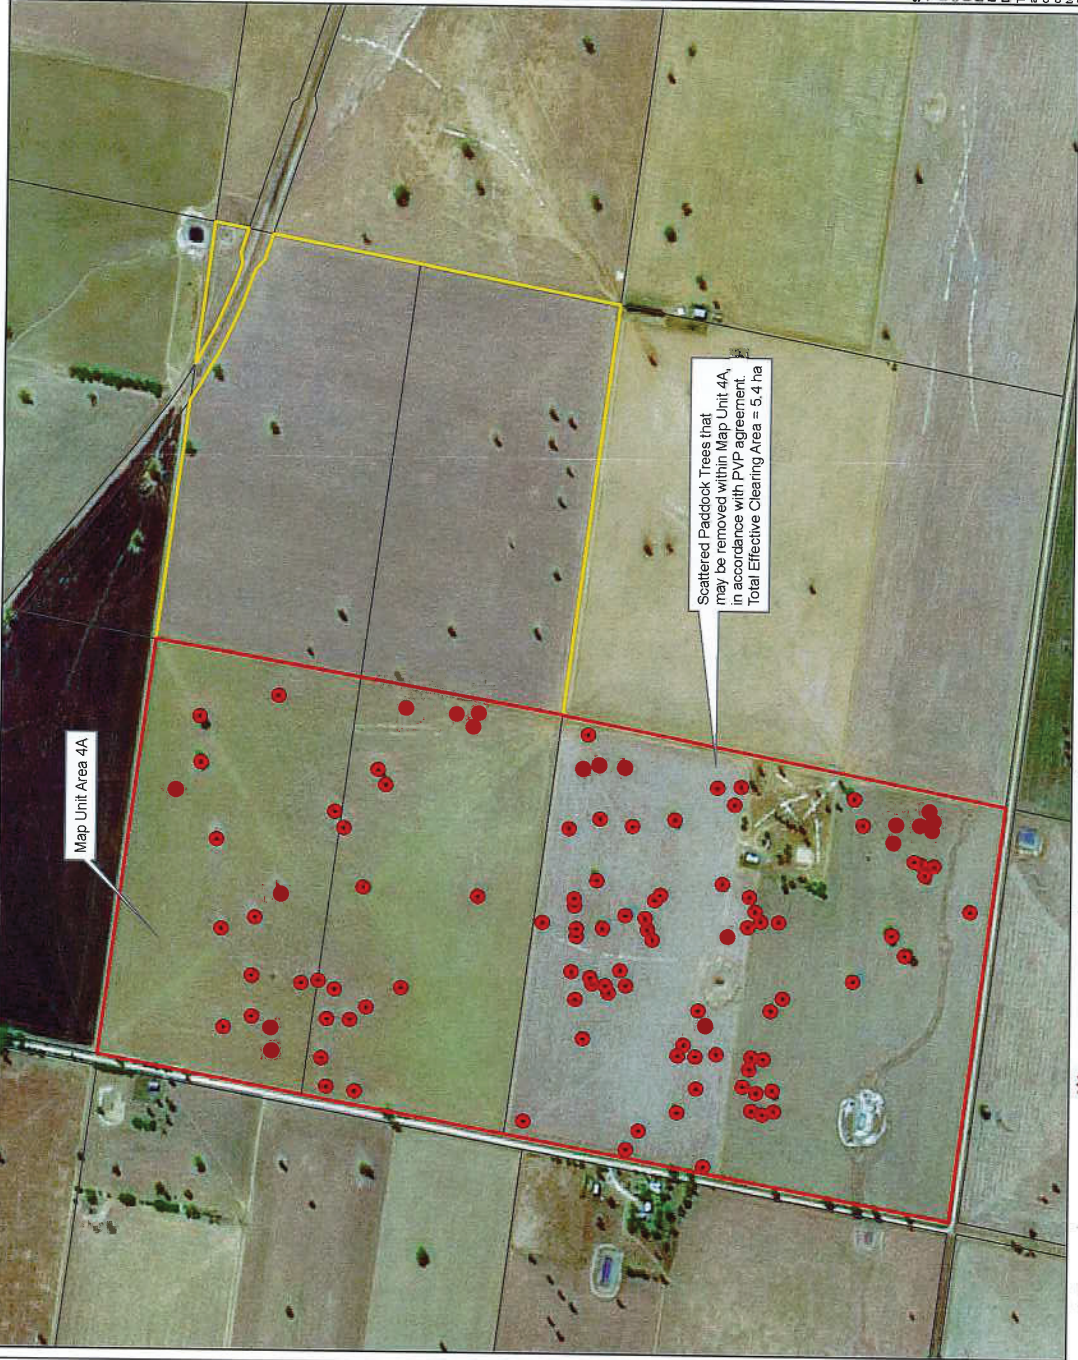 Map Unit Area 4A
Scattered Paddock Trees that
may be removed within Map Unit 4A,
in accordance with PVP agreement.
Total Effective Clearing Area = 5.4 ha